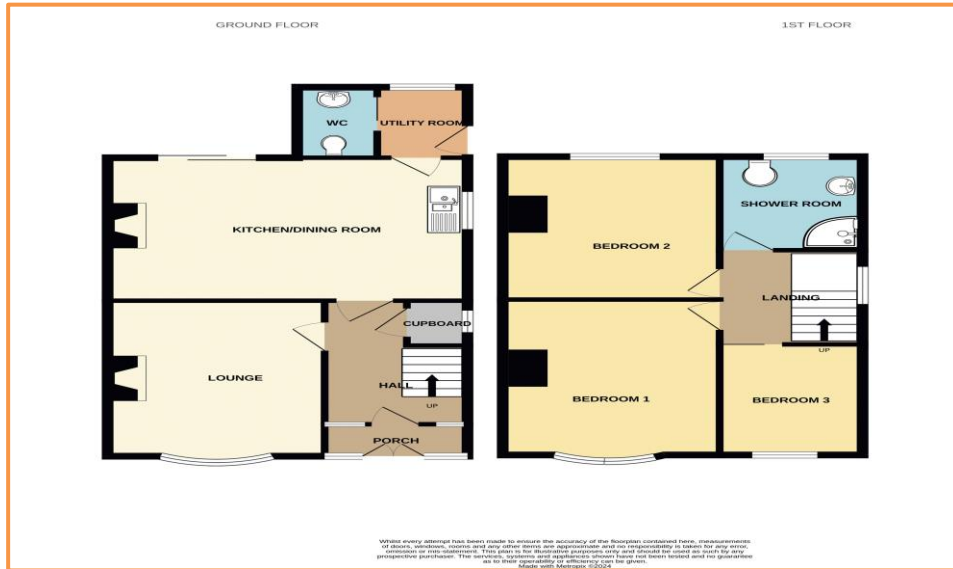 GROUND FLOOR
1ST FLOOR
WC
UTILITY ROOM
KITCHEN/DINING ROOM
CUPBOARD
LOUNGE
HALL
UP
PORCH
SHOWER ROOM
BEDROOM 2
LANDING
UP
BEDROOM 1
BEDROOM 3
Whilst every attempt has been made to ensure the accuracy of the floorplan contained here, measurements
of doors, windows, rooms and any other items are approximate and no responsibility is taken for any error,
omission or mis-statement. This plan is for illustrative purposes only and should be used as such by any
prospective purchaser. The services, systems and appliances shown have not been tested and no guarantee
as to their operability or efficiency can be given.
Made with Metropix ©2024